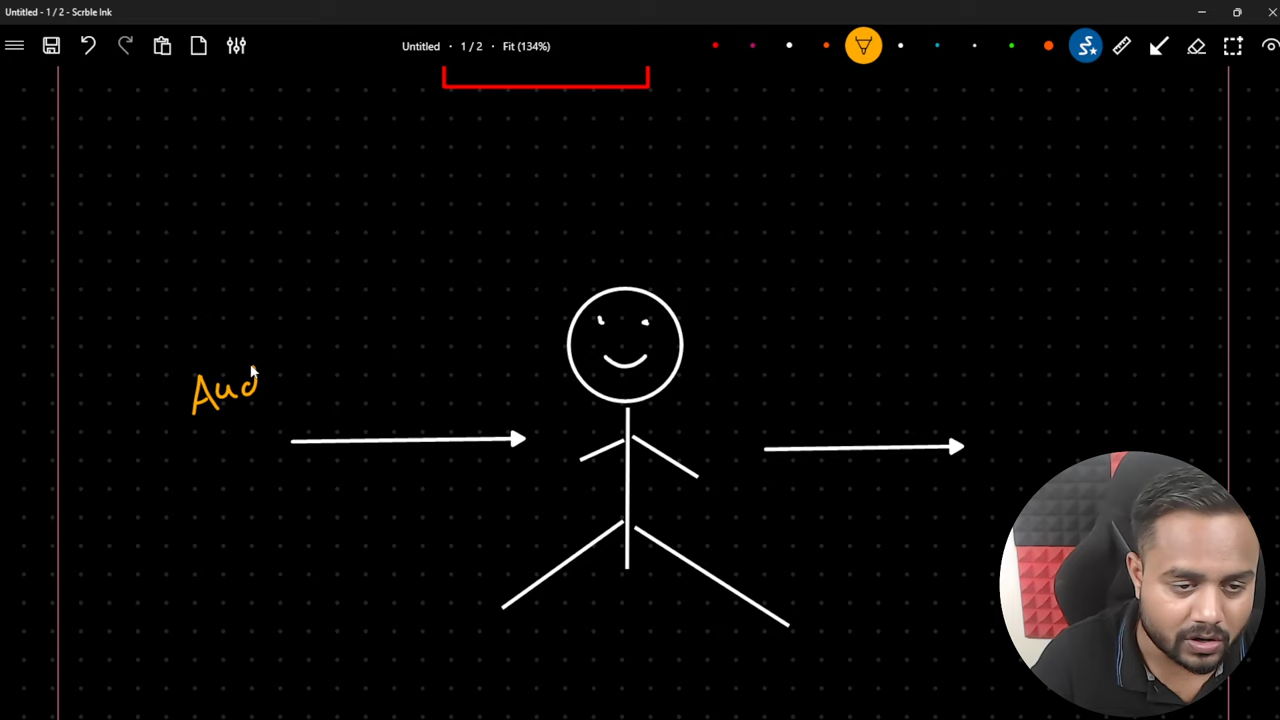 Untitled - 1 / 2 - Scrble Ink
Untitled · 1 / 2 · Fit (134%)
Aud